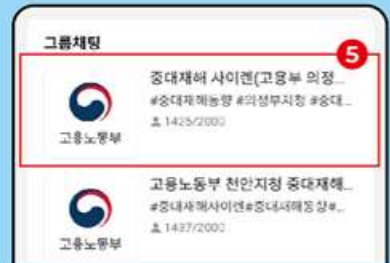 그룹채팅
5
중대재해 사이렌(고용부 의정...
#중대재해동향 #의정부지청 #중대...
1425/2000
고용노동부
고용노동부 천안지청 중대재해...
#중대재해사이렌#중대재해동향#...
1437/2000
고용노동부